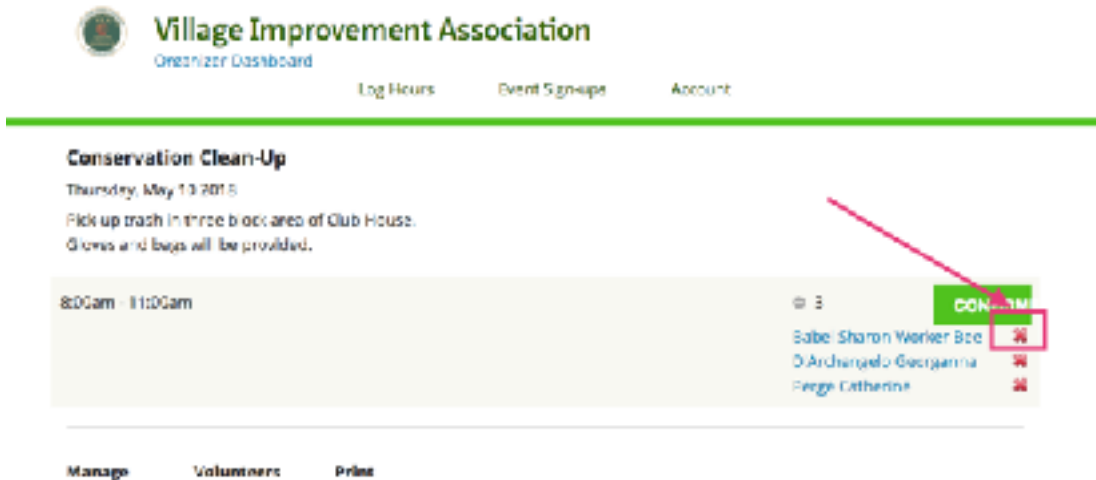 Village Improvement Association
Organizer Dashboard
Log Hours Event Sign-ups Account
Conservation Clean-Up
Thursday, May 10 2018
Pick up trash in three block area of Club House.
Gloves and bags will be provided.
8:00am - 11:00am
3
Babel Sharon Worker Bee
D'Archangelo Georganna
Catherine
Manage Volunteers Print